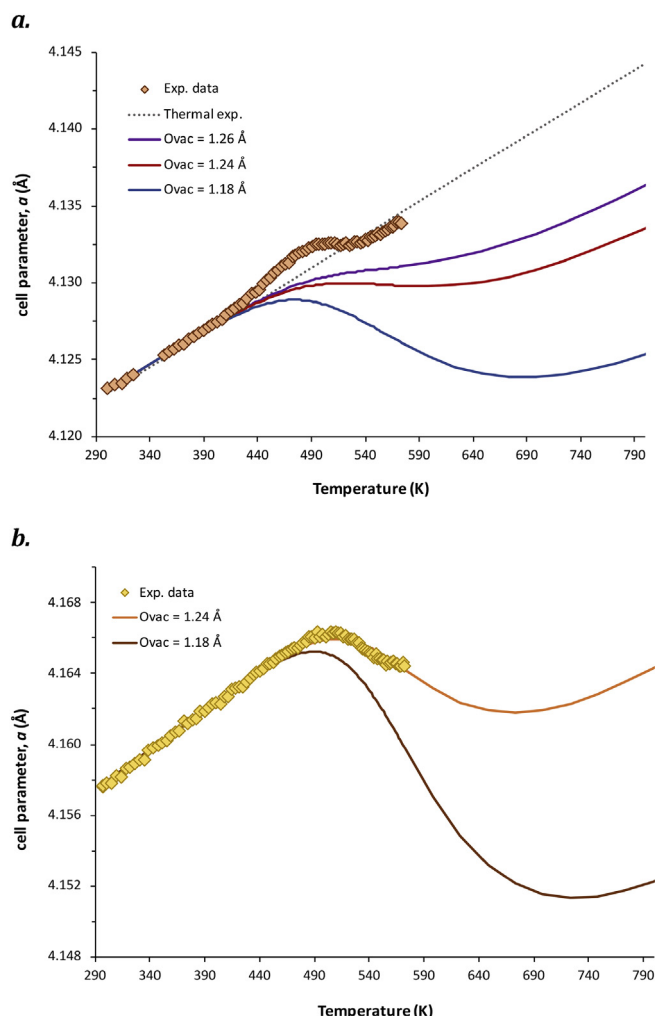 a.
4.145
4.140
4.135
4.130
4.125
4.120
cell parameter, a (Å)
Exp. data
Thermal exp.
Ovac = 1.26 Å
Ovac = 1.24 Å
Ovac = 1.18 Å
290 340 390 440 490 540 590 640 690 740 790
Temperature (K)
b.
4.168
4.164
4.160
4.156
4.152
4.148
cell parameter, a (Å)
Exp. data
Ovac = 1.24 Å
Ovac = 1.18 Å
290 340 390 440 490 540 590 640 690 740 790
Temperature (K)